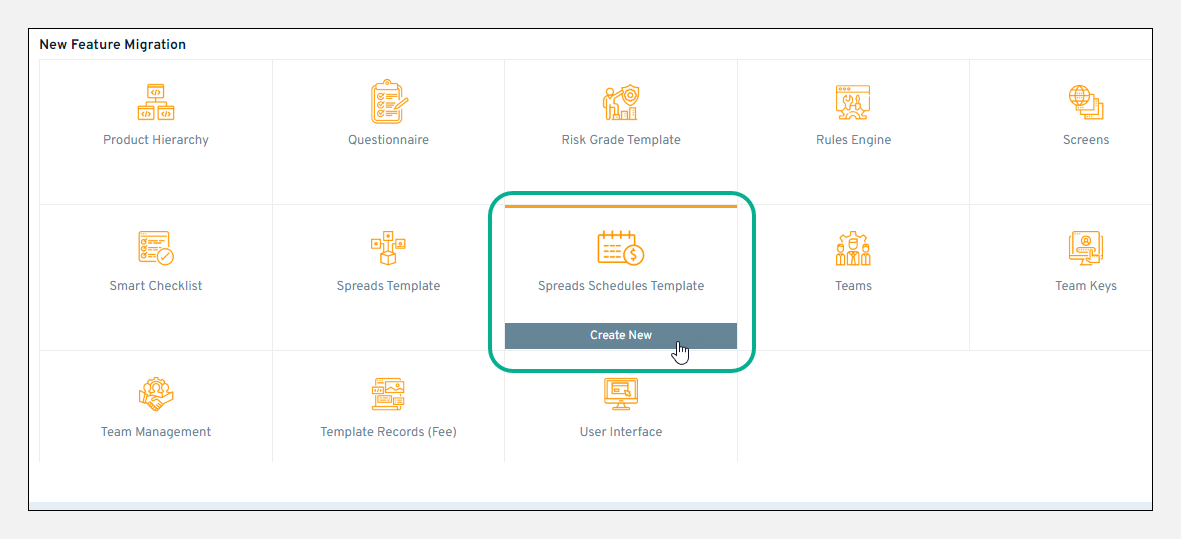 New Feature Migration
Product Hierarchy
Questionnaire
Risk Grade Template
Rules Engine
Screens
Smart Checklist
Spreads Template
Spreads Schedules Template
Teams
Team Keys
Create New
Team Management
Template Records (Fee)
User Interface